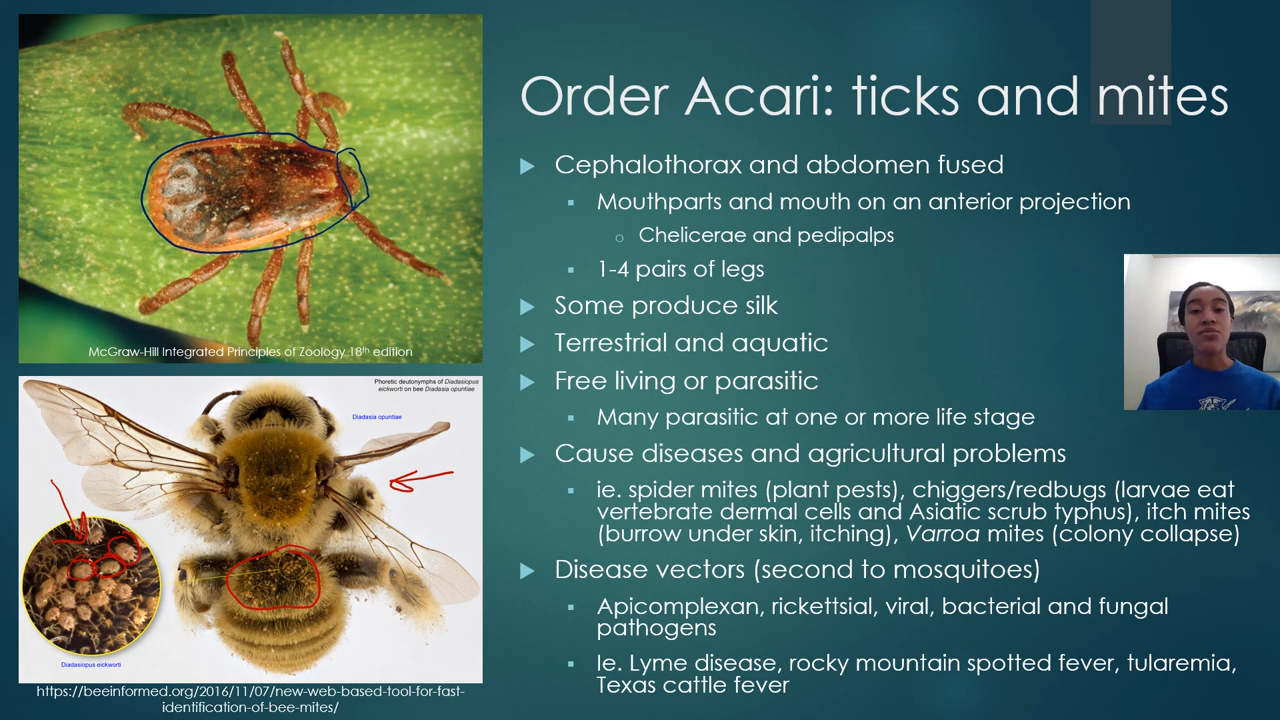 Order Acari: ticks and mites
Cephalothorax and abdomen fused
Mouthparts and mouth on an anterior projection
Chelicerae and pedipalps
1-4 pairs of legs
Some produce silk
Terrestrial and aquatic
Free living or parasitic
Many parasitic at one or more life stage
Cause diseases and agricultural problems
ie. spider mites (plant pests), chiggers/redbugs (larvae eat
vertebrate dermal cells and Asiatic scrub typhus), itch mites
(burrow under skin, itching), Varroa mites (colony collapse)
Disease vectors (second to mosquitoes)
Apicomplexan, rickettsial, viral, bacterial and fungal
pathogens
Ie. Lyme disease, rocky mountain spotted fever, tularemia,
Texas cattle fever
McGraw-Hill Integrated Principles of Zoology 18th edition
Phoretic deutonymphs of Diadasiopus
eickworti on bee Diadasia opuntiae
Diadasia opuntiae
Diadasiopus eickworti
https://beeinformed.org/2016/11/07/new-web-based-tool-for-fast-
identification-of-bee-mites/